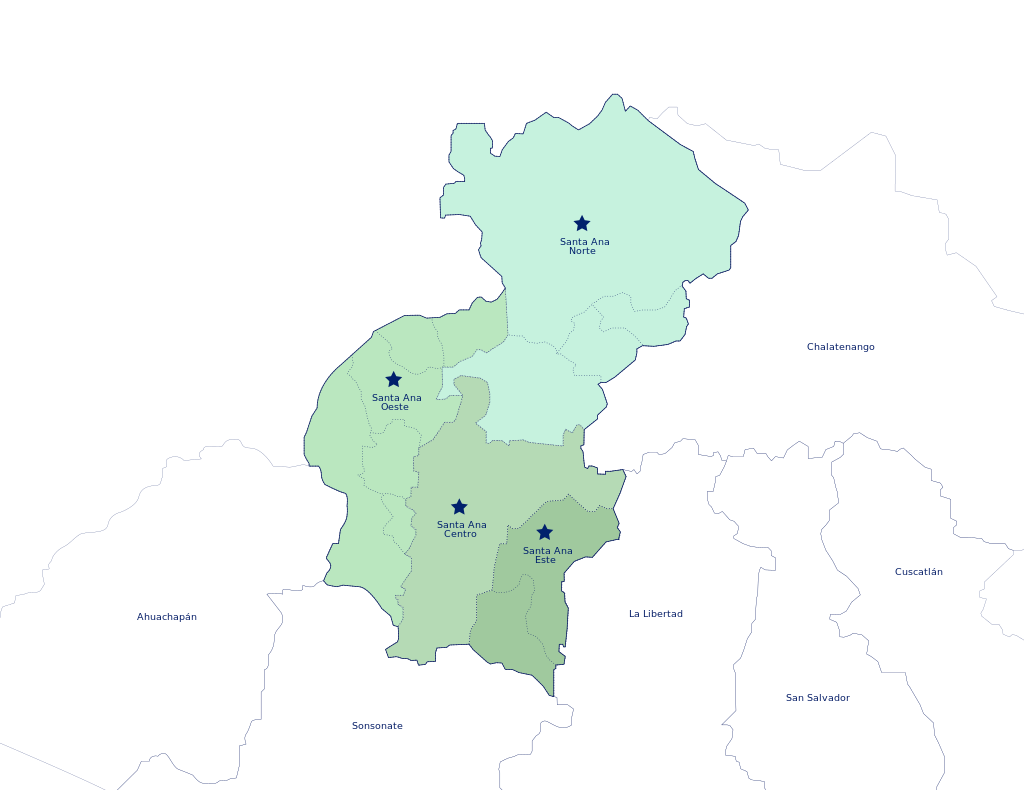 Santa Ana
Norte
Chalatenango
Santa Ana
Oeste
Santa Ana
Centro
Santa Ana
Este
Cuscatlán
Ahuachapán
La Libertad
San Salvador
Sonsonate